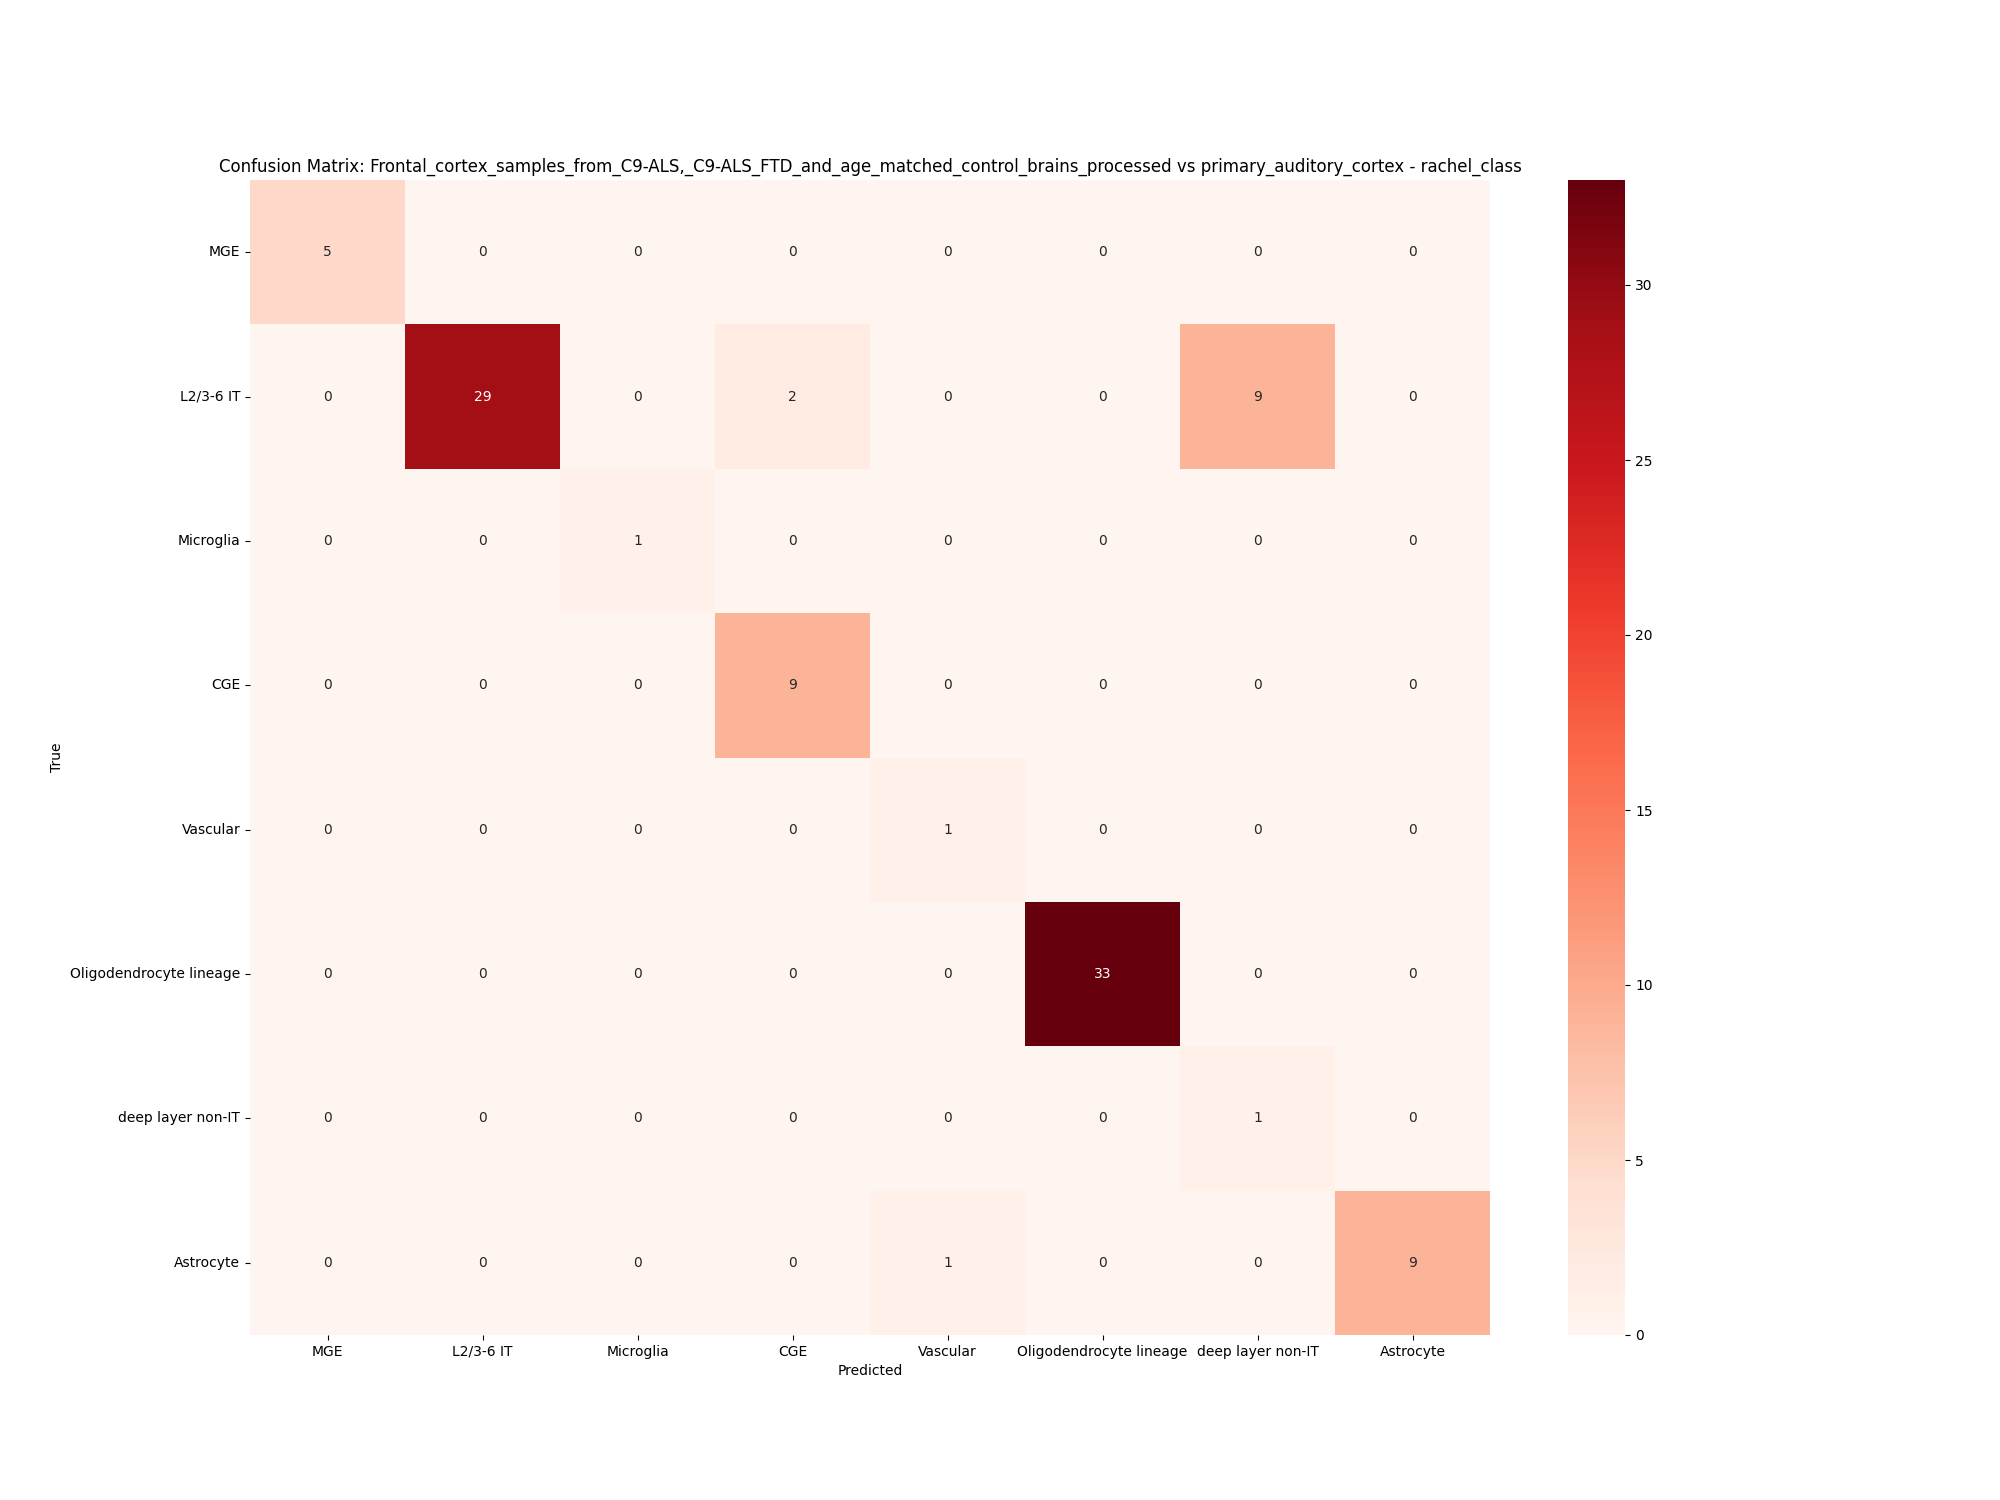 Confusion Matrix: Frontal_cortex_samples_from_C9-ALS,_C9-ALS_FTD_and_age_matched_control_brains_processed vs primary_auditory_cortex - rachel_class
True
MGE 5 0 0 0 0 0 0 0
L2/3-6 IT 0 29 0 2 0 0 9 0
Microglia 0 0 1 0 0 0 0 0
CGE 0 0 0 9 0 0 0 0
Vascular 0 0 0 0 1 0 0 0
Oligodendrocyte lineage 0 0 0 0 0 33 0 0
deep layer non-IT 0 0 0 0 0 0 1 0
Astrocyte 0 0 0 0 1 0 0 9
MGE L2/3-6 IT Microglia CGE Vascular Oligodendrocyte lineage deep layer non-IT Astrocyte
Predicted
30
25
20
15
10
5
0